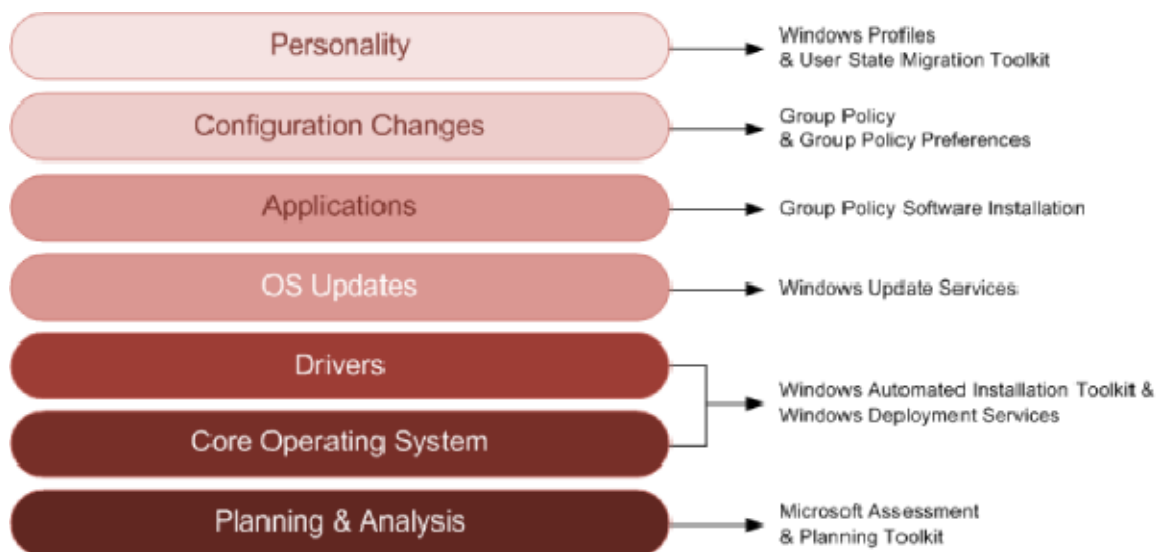 Personality
Windows Profiles
& User State Migration Toolkit
Configuration Changes
Group Policy
& Group Policy Preferences
Applications
Group Policy Software Installation
OS Updates
Windows Update Services
Drivers
Windows Automated Installation Toolkit &
Windows Deployment Services
Core Operating System
Planning & Analysis
Microsoft Assessment
& Planning Toolkit